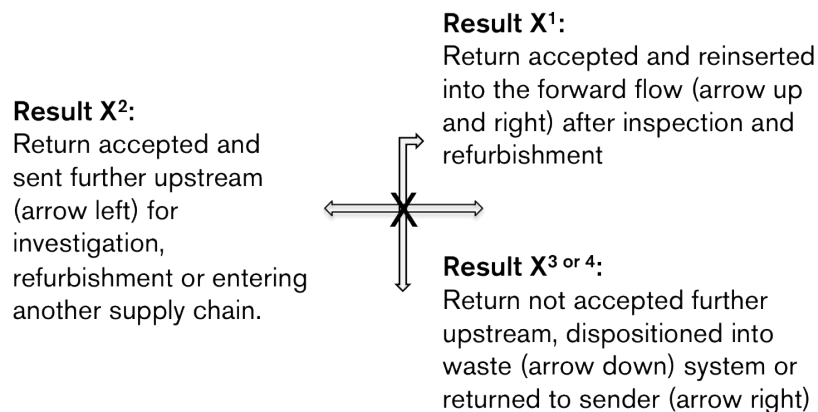 Result X¹:
Return accepted and reinserted
into the forward flow (arrow up
and right) after inspection and
refurbishment
Result X²:
Return accepted and
sent further upstream
(arrow left) for
investigation,
refurbishment or entering
another supply chain.
X
Result X³ ᵒʳ ⁴:
Return not accepted further
upstream, dispositioned into
waste (arrow down) system or
returned to sender (arrow right)